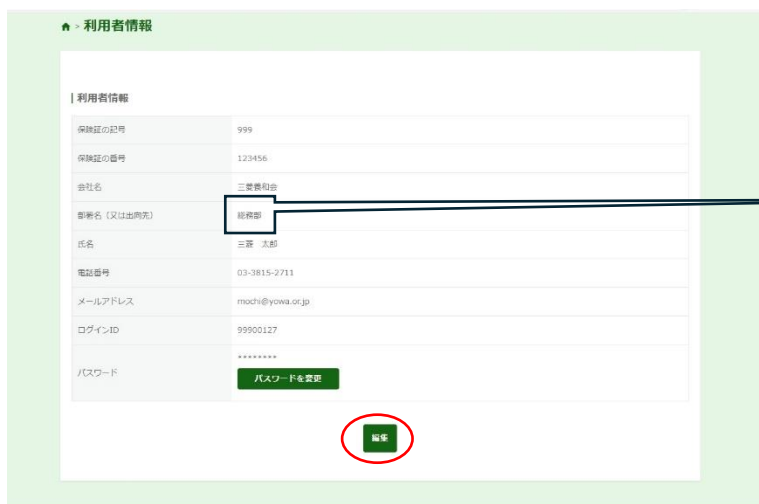 > 利用者情報
利用者情報
保険証の記号 999
保険証の番号 123456
会社名 三菱養和会
部署名（又は出向先） 総務部
氏名 三菱 太郎
電話番号 03-3815-2711
メールアドレス mochi@yowa.or.jp
ログインID 99900127
パスワード ********
パスワードを変更
編集